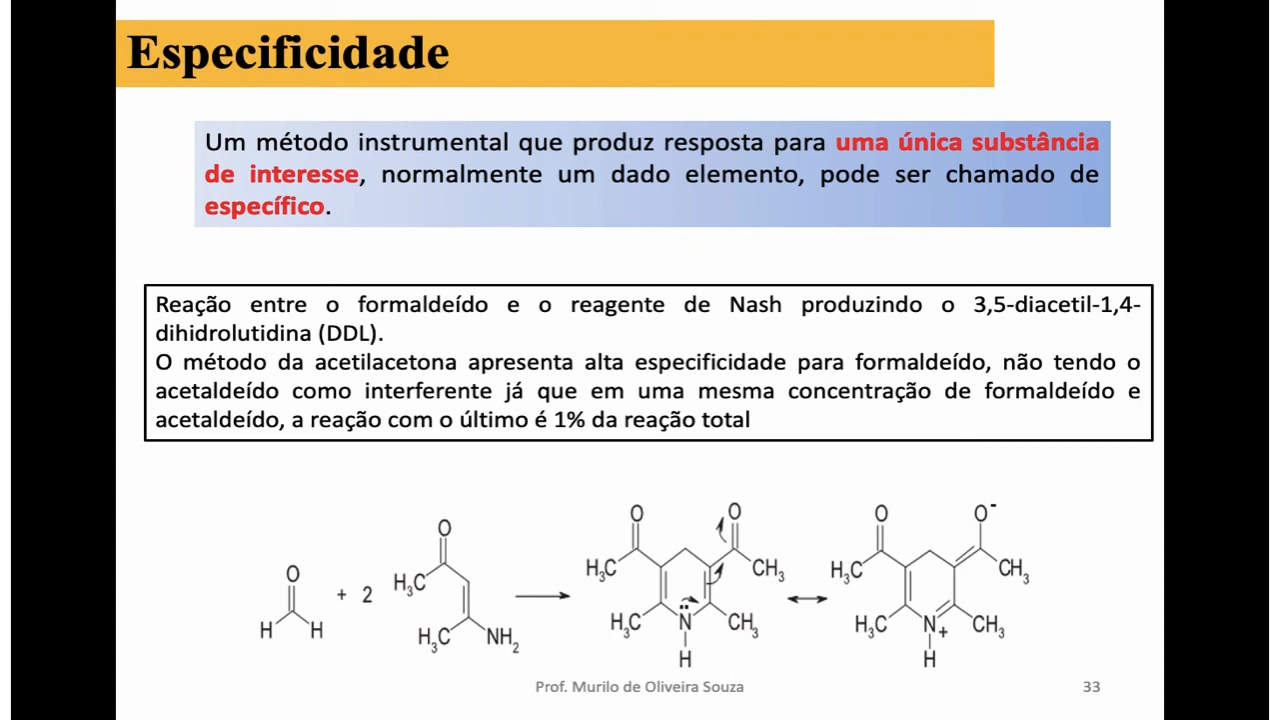 Especificidade
Um método instrumental que produz resposta para uma única substância
de interesse, normalmente um dado elemento, pode ser chamado de
específico.
Reação entre o formaldeído e o reagente de Nash produzindo o 3,5-diacetil-1,4-
dihidrolutidina (DDL).
O método da acetilacetona apresenta alta especificidade para formaldeído, não tendo o
acetaldeído como interferente já que em uma mesma concentração de formaldeído e
acetaldeído, a reação com o último é 1% da reação total
O
H
H
+ 2
O
H₃C
H₃C
NH₂
O
O
H₃C
CH₃
H₃C
N
CH₃
H
O
O⁻
H₃C
CH₃
H₃C
N+
CH₃
H
Prof. Murilo de Oliveira Souza
33